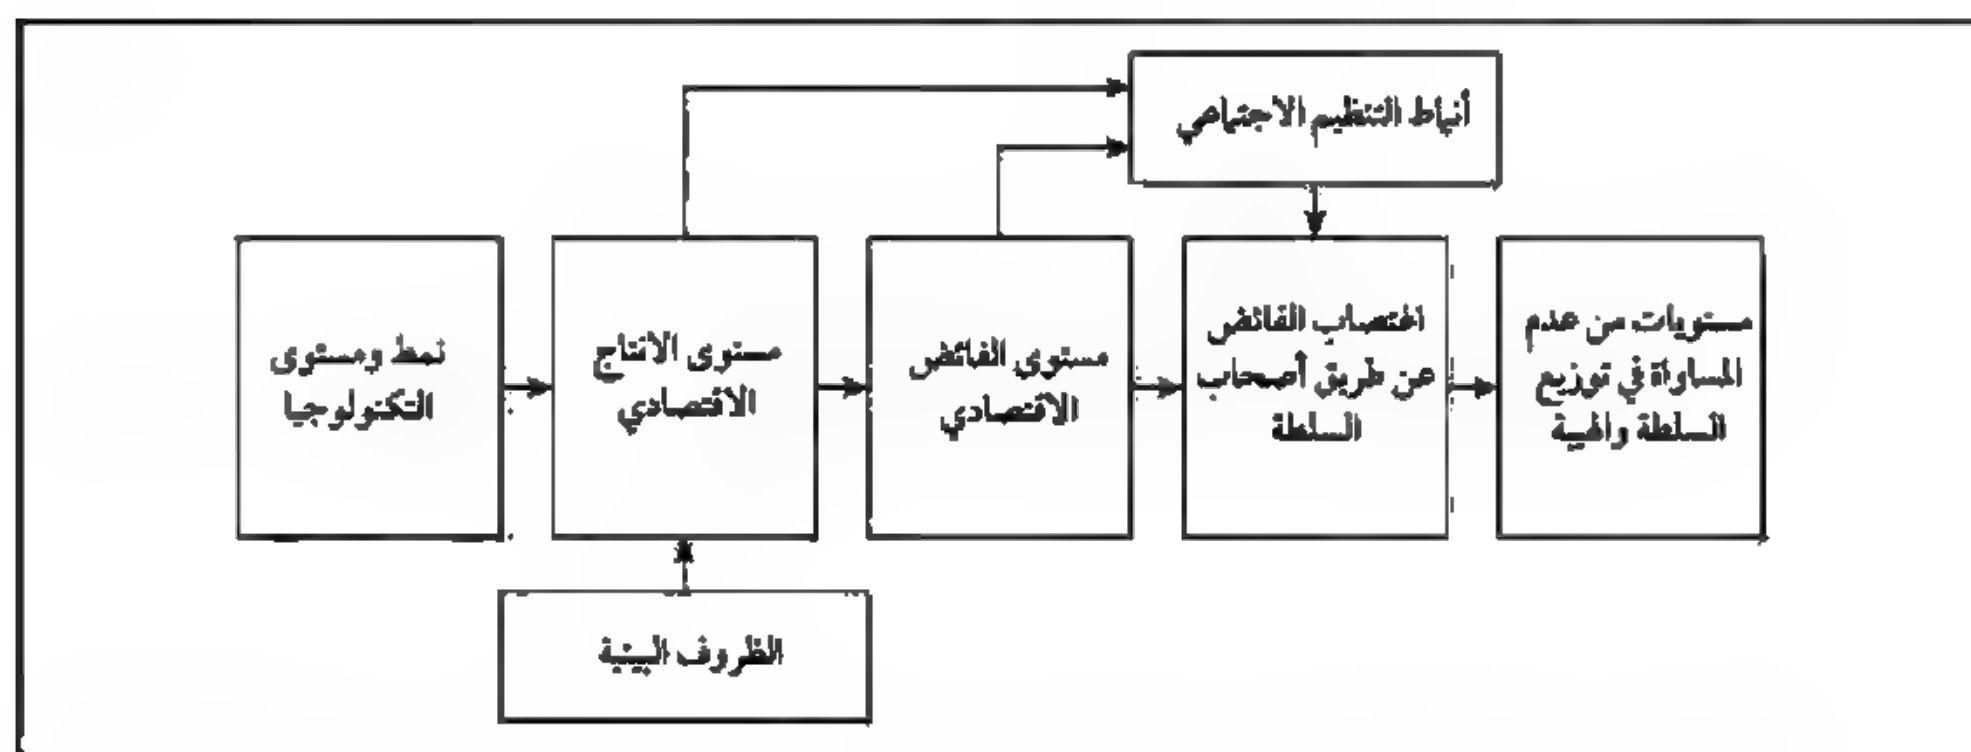 أنماط التنظيم الاجتماعي
نمط ومستوى
التكنولوجيا
مستوى الانتاج
الاقتصادي
مستوى الفائض
الاقتصادي
اغتصاب الفائض
عن طريق أصحاب
السلطة
مستويات من عدم
المساواة في توزيع
السلطة والهيبة
الظروف البيئية